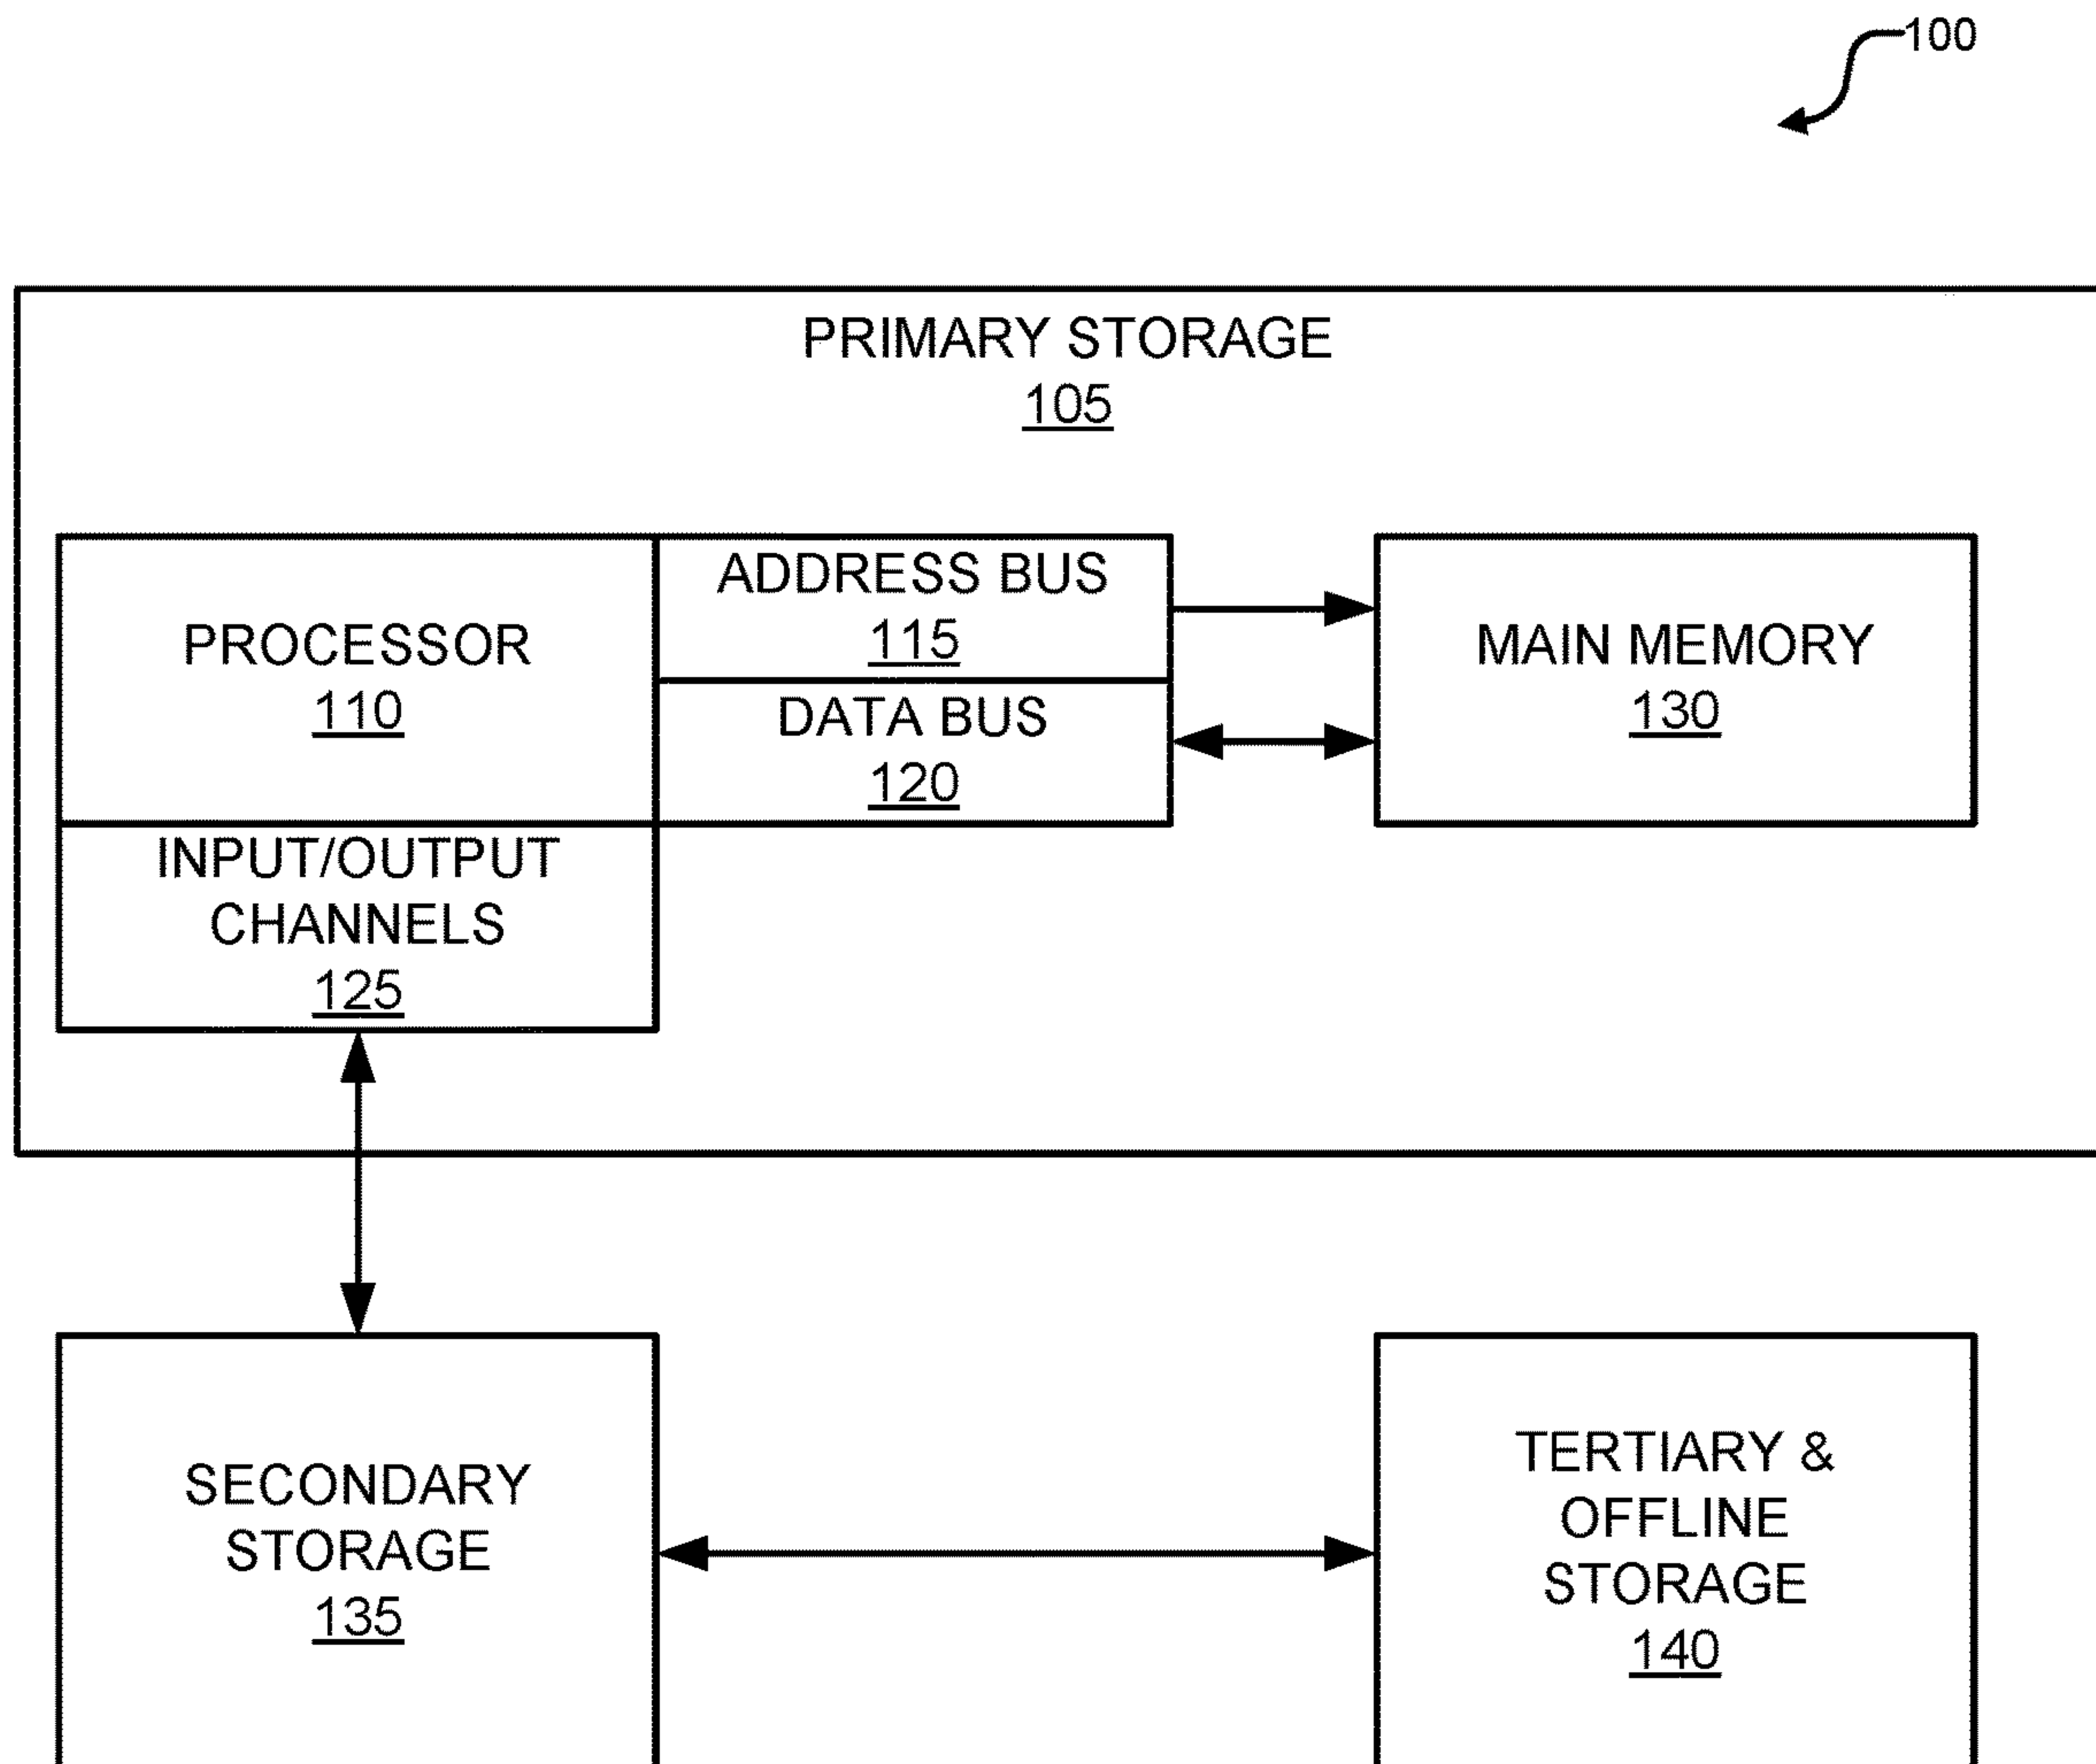 100
PRIMARY STORAGE
105
PROCESSOR
110
ADDRESS BUS
115
DATA BUS
120
MAIN MEMORY
130
INPUT/OUTPUT
CHANNELS
125
SECONDARY
STORAGE
135
TERTIARY &
OFFLINE
STORAGE
140